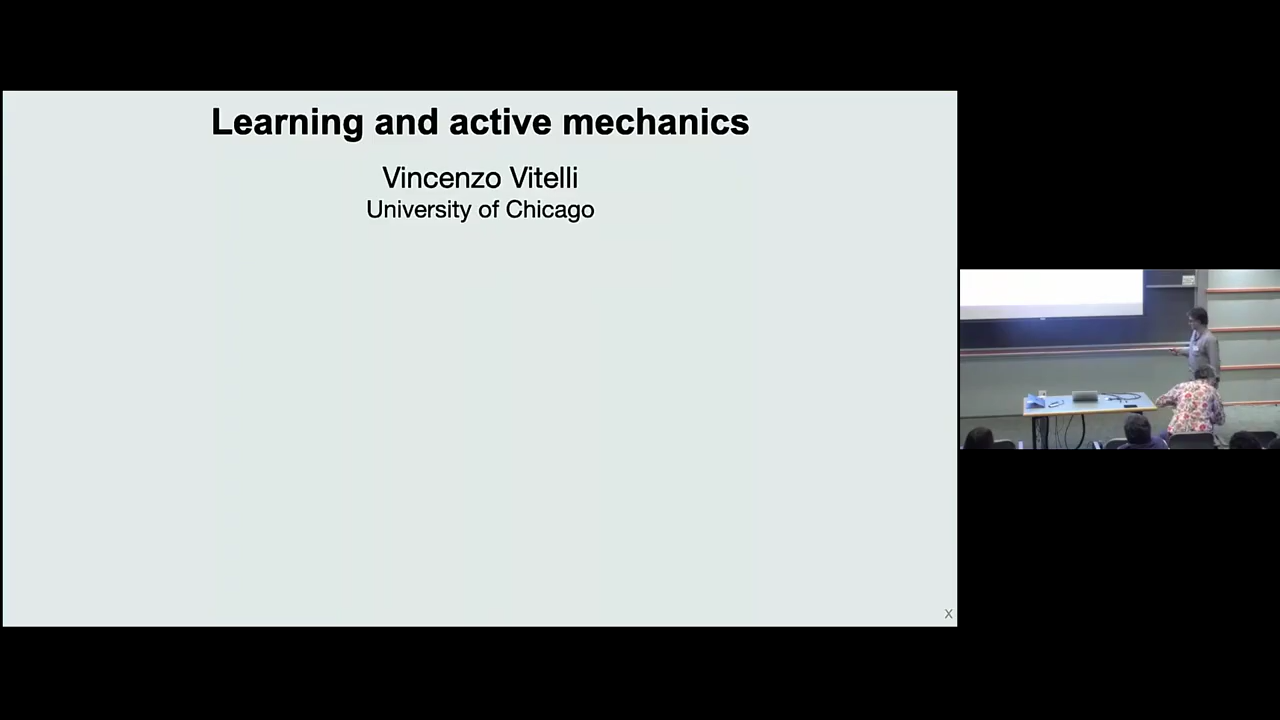 Learning and active mechanics
Vincenzo Vitelli
University of Chicago
X